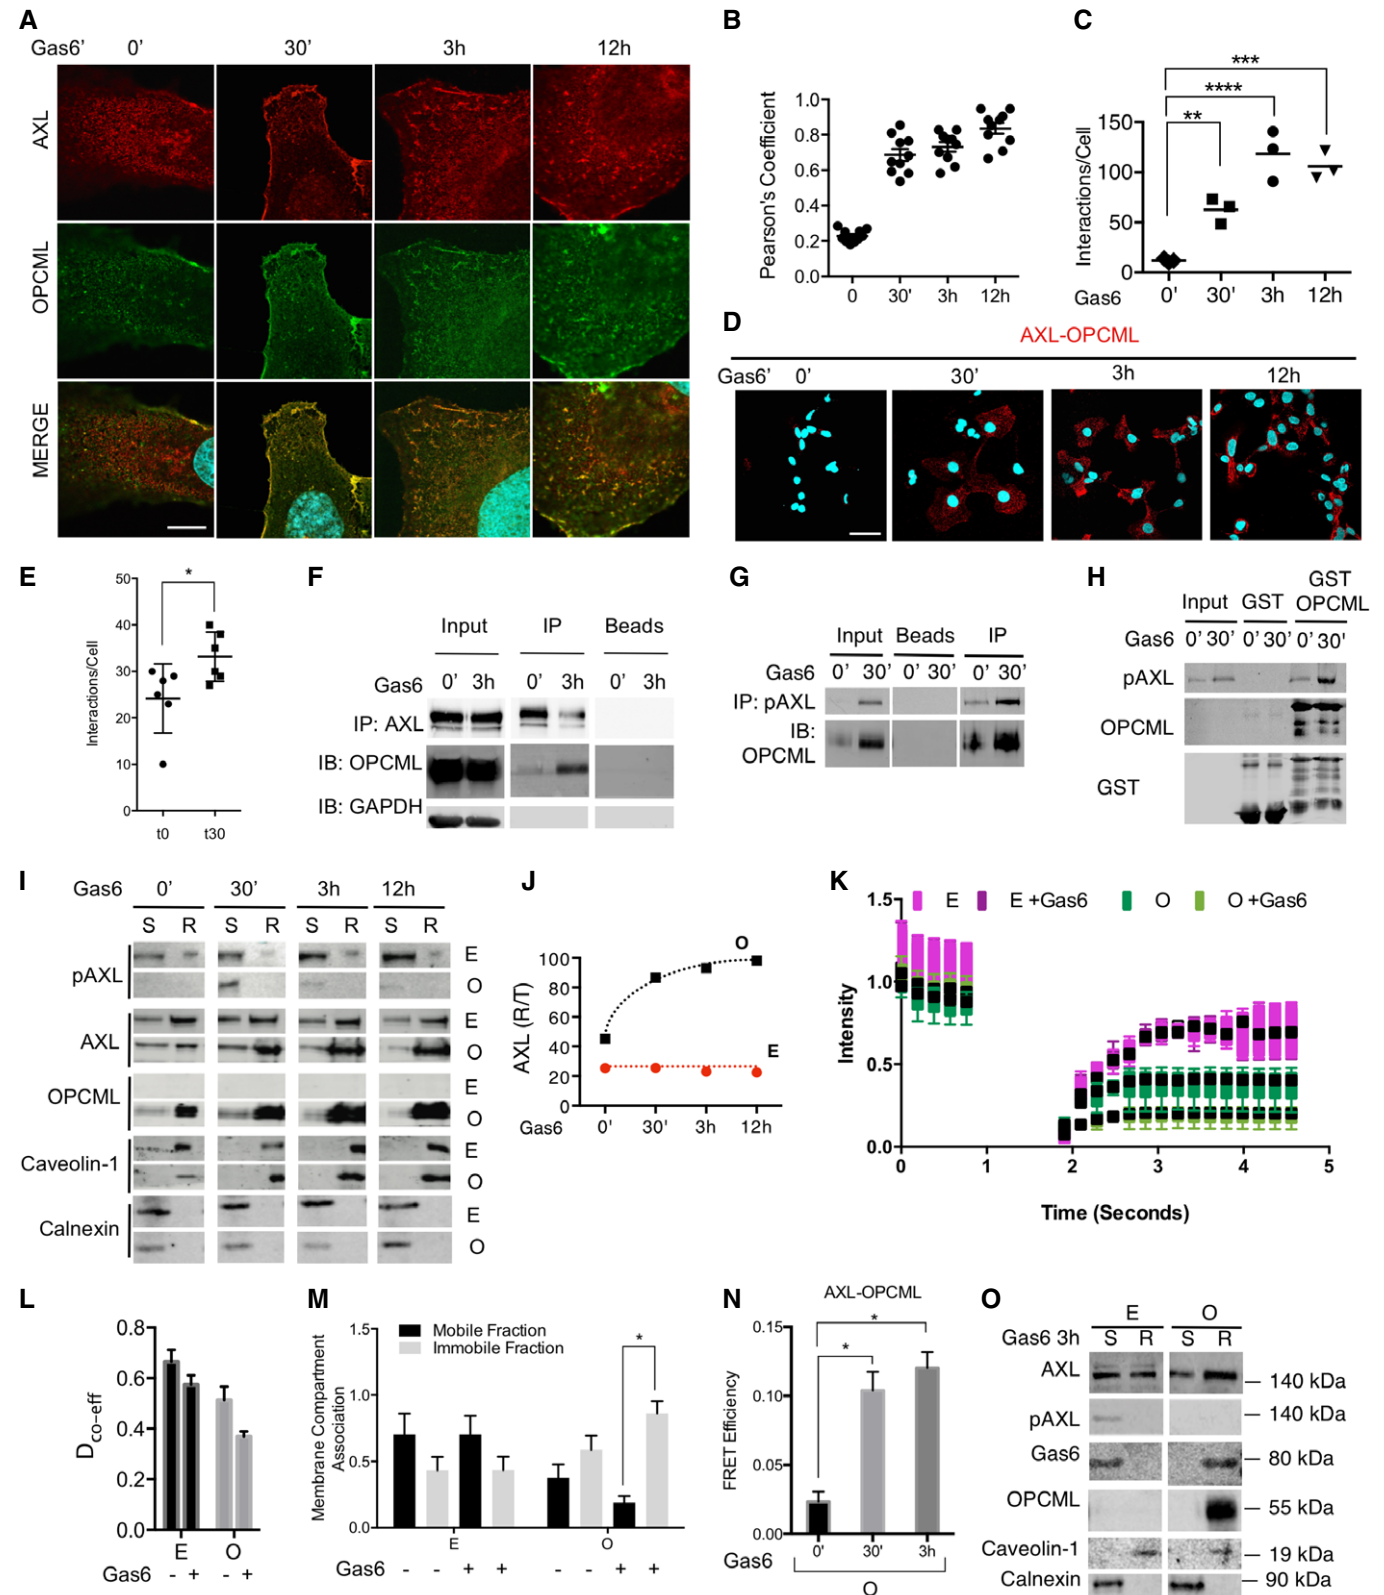 A
Gas6’ 0’ 30’ 3h 12h
AXL
OPCML
MERGE
B
Pearson's Coefficient
1.0
0.8
0.6
0.4
0.2
0.0
0 30' 3h 12h
C
Interactions/Cell
***
****
**
150
100
50
0
Gas6 0' 30' 3h 12h
D
AXL-OPCML
Gas6’ 0’ 30’ 3h 12h
E
Interactions/Cell
*
50
40
30
20
10
0
t0 t30
F
Input IP Beads
Gas6 0’ 3h 0’ 3h 0’ 3h
IP: AXL
IB: OPCML
IB: GAPDH
G
Input Beads IP
Gas6 0’ 30’ 0’ 30’ 0’ 30’
IP: pAXL
IB:
OPCML
H
GST
Input GST OPCML
Gas6 0’ 30’ 0’ 30’ 0’ 30’
pAXL
OPCML
GST
I
Gas6 0’ 30’ 3h 12h
S R S R S R S R
pAXL E
O
AXL E
O
OPCML E
O
Caveolin-1 E
O
Calnexin E
O
J
AXL (R/T)
100
80
60
40
20
0
O
E
Gas6 0' 30' 3h 12h
K
E E +Gas6 O O +Gas6
Intensity
1.5
1.0
0.5
0.0
0 1 2 3 4 5
Time (Seconds)
L
Dco-eff
0.8
0.6
0.4
0.2
0.0
E O
Gas6 - + - +
M
Membrane Compartment
Association
Mobile Fraction
Immobile Fraction
*
1.5
1.0
0.5
0.0
E O
Gas6 - - + + - - + +
N
AXL-OPCML
FRET Efficiency
*
*
0.15
0.10
0.05
0.00
Gas6 0' 30' 3h
O
O
E O
Gas6 3h S R S R
AXL 140 kDa
pAXL 140 kDa
Gas6 80 kDa
OPCML 55 kDa
Caveolin-1 19 kDa
Calnexin 90 kDa